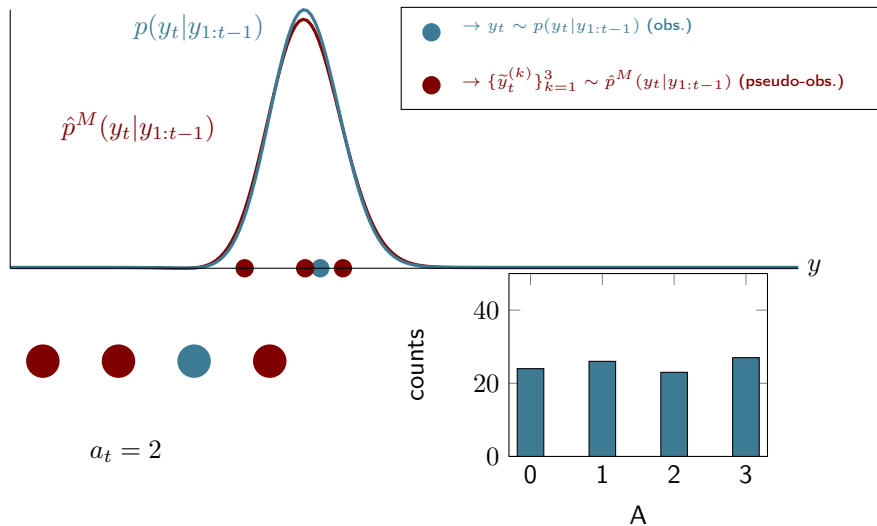 p(y_t|y_{1:t−1})
→ y_t ∼ p(y_t|y_{1:t−1}) (obs.)
→ {ỹ_t^{(k)}}_{k=1}^3 ∼ p̂^M(y_t|y_{1:t−1}) (pseudo-obs.)
p̂^M(y_t|y_{1:t−1})
y
40
20
0
counts
0 1 2 3
A
a_t = 2